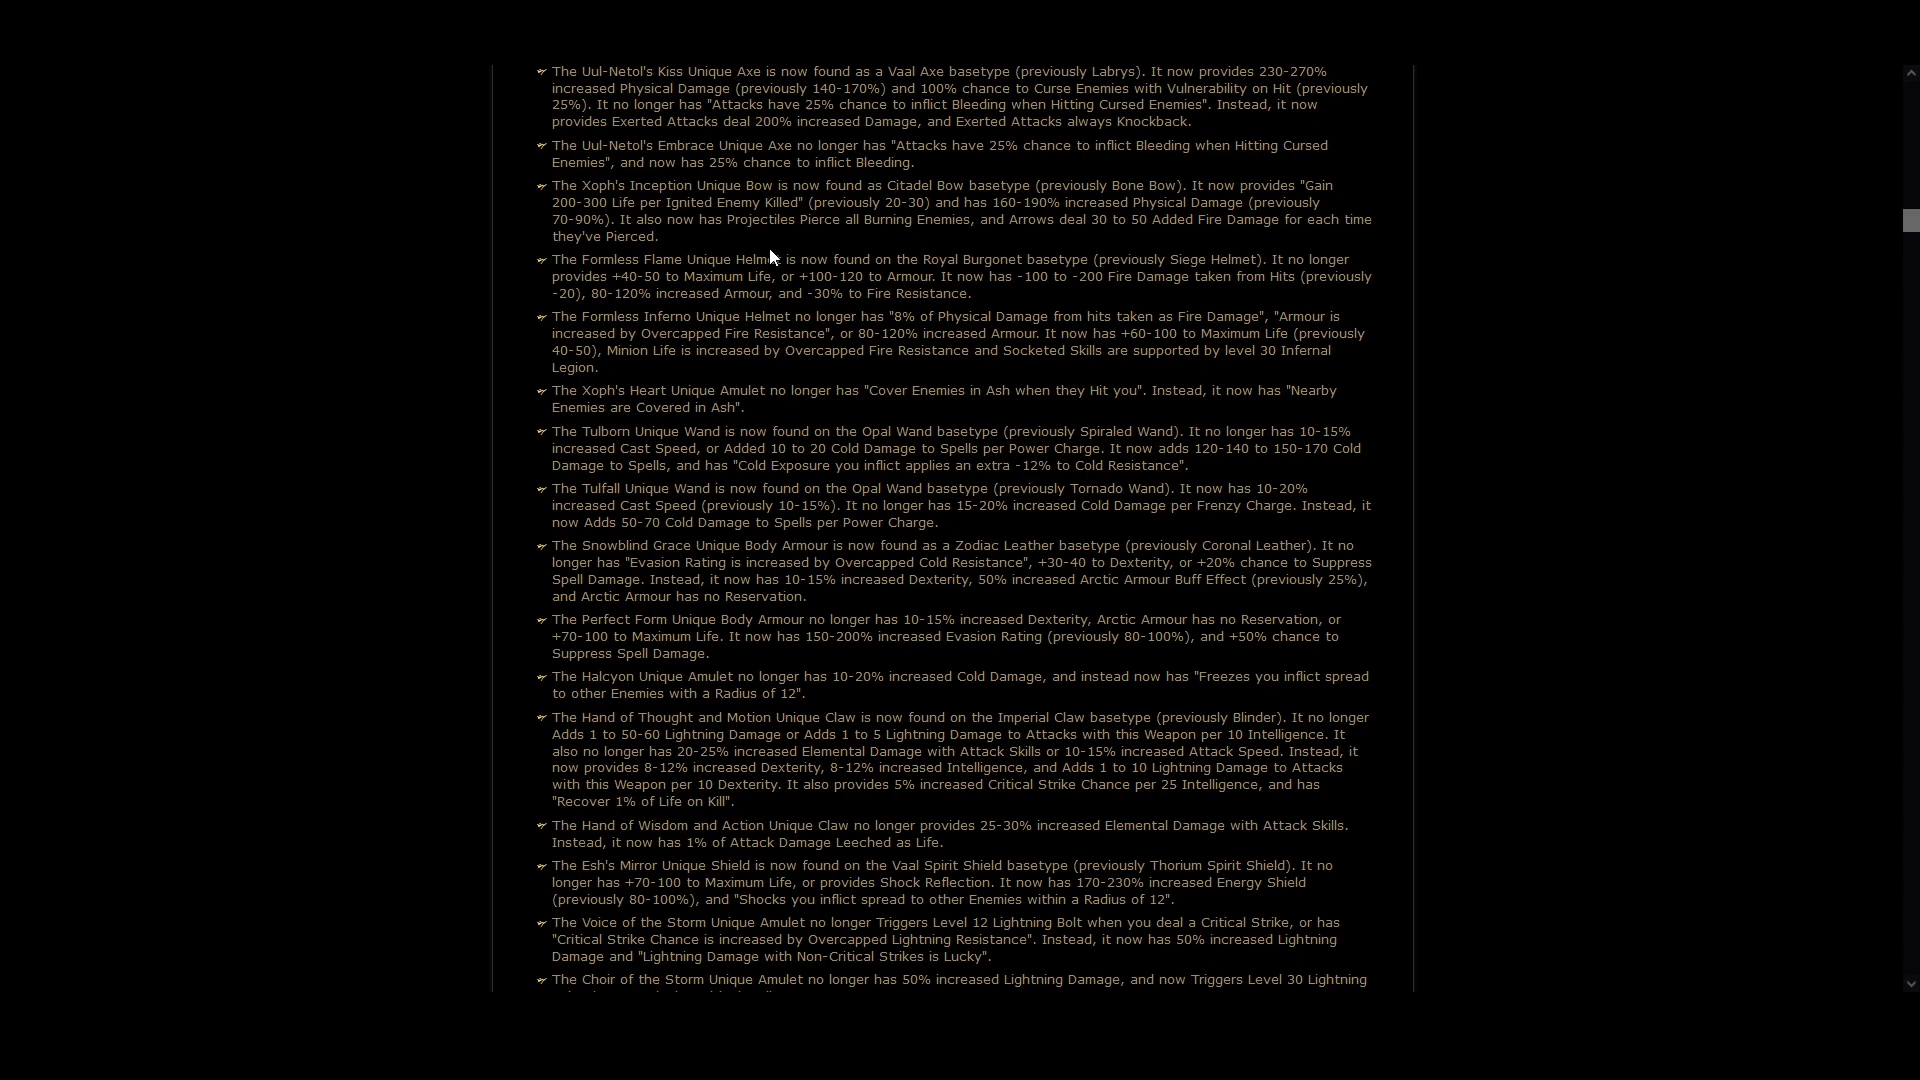 The Uul-Netol's Kiss Unique Axe is now found as a Vaal Axe basetype (previously Labrys). It now provides 230-270%
increased Physical Damage (previously 140-170%) and 100% chance to Curse Enemies with Vulnerability on Hit (previously
25%). It no longer has "Attacks have 25% chance to inflict Bleeding when Hitting Cursed Enemies". Instead, it now
provides Exerted Attacks deal 200% increased Damage, and Exerted Attacks always Knockback.
The Uul-Netol's Embrace Unique Axe no longer has "Attacks have 25% chance to inflict Bleeding when Hitting Cursed
Enemies", and now has 25% chance to inflict Bleeding.
The Xoph's Inception Unique Bow is now found as Citadel Bow basetype (previously Bone Bow). It now provides "Gain
200-300 Life per Ignited Enemy Killed" (previously 20-30) and has 160-190% increased Physical Damage (previously
70-90%). It also now has Projectiles Pierce all Burning Enemies, and Arrows deal 30 to 50 Added Fire Damage for each time
they've Pierced.
The Formless Flame Unique Helmet is now found on the Royal Burgonet basetype (previously Siege Helmet). It no longer
provides +40-50 to Maximum Life, or +100-120 to Armour. It now has -100 to -200 Fire Damage taken from Hits (previously
-20), 80-120% increased Armour, and -30% to Fire Resistance.
The Formless Inferno Unique Helmet no longer has "8% of Physical Damage from hits taken as Fire Damage", "Armour is
increased by Overcapped Fire Resistance", or 80-120% increased Armour. It now has +60-100 to Maximum Life (previously
40-50), Minion Life is increased by Overcapped Fire Resistance and Socketed Skills are supported by level 30 Infernal
Legion.
The Xoph's Heart Unique Amulet no longer has "Cover Enemies in Ash when they Hit you". Instead, it now has "Nearby
Enemies are Covered in Ash".
The Tulborn Unique Wand is now found on the Opal Wand basetype (previously Spiraled Wand). It no longer has 10-15%
increased Cast Speed, or Added 10 to 20 Cold Damage to Spells per Power Charge. It now adds 120-140 to 150-170 Cold
Damage to Spells, and has "Cold Exposure you inflict applies an extra -12% to Cold Resistance".
The Tulfall Unique Wand is now found on the Opal Wand basetype (previously Tornado Wand). It now has 10-20%
increased Cast Speed (previously 10-15%). It no longer has 15-20% increased Cold Damage per Frenzy Charge. Instead, it
now Adds 50-70 Cold Damage to Spells per Power Charge.
The Snowblind Grace Unique Body Armour is now found as a Zodiac Leather basetype (previously Coronal Leather). It no
longer has "Evasion Rating is increased by Overcapped Cold Resistance", +30-40 to Dexterity, or +20% chance to Suppress
Spell Damage. Instead, it now has 10-15% increased Dexterity, 50% increased Arctic Armour Buff Effect (previously 25%),
and Arctic Armour has no Reservation.
The Perfect Form Unique Body Armour no longer has 10-15% increased Dexterity, Arctic Armour has no Reservation, or
+70-100 to Maximum Life. It now has 150-200% increased Evasion Rating (previously 80-100%), and +50% chance to
Suppress Spell Damage.
The Halcyon Unique Amulet no longer has 10-20% increased Cold Damage, and instead now has "Freezes you inflict spread
to other Enemies with a Radius of 12".
The Hand of Thought and Motion Unique Claw is now found on the Imperial Claw basetype (previously Blinder). It no longer
Adds 1 to 50-60 Lightning Damage or Adds 1 to 5 Lightning Damage to Attacks with this Weapon per 10 Intelligence. It
also no longer has 20-25% increased Elemental Damage with Attack Skills or 10-15% increased Attack Speed. Instead, it
now provides 8-12% increased Dexterity, 8-12% increased Intelligence, and Adds 1 to 10 Lightning Damage to Attacks
with this Weapon per 10 Dexterity. It also provides 5% increased Critical Strike Chance per 25 Intelligence, and has
"Recover 1% of Life on Kill".
The Hand of Wisdom and Action Unique Claw no longer provides 25-30% increased Elemental Damage with Attack Skills.
Instead, it now has 1% of Attack Damage Leeched as Life.
The Esh's Mirror Unique Shield is now found on the Vaal Spirit Shield basetype (previously Thorium Spirit Shield). It no
longer has +70-100 to Maximum Life, or provides Shock Reflection. It now has 170-230% increased Energy Shield
(previously 80-100%), and "Shocks you inflict spread to other Enemies within a Radius of 12".
The Voice of the Storm Unique Amulet no longer Triggers Level 12 Lightning Bolt when you deal a Critical Strike, or has
"Critical Strike Chance is increased by Overcapped Lightning Resistance". Instead, it now has 50% increased Lightning
Damage and "Lightning Damage with Non-Critical Strikes is Lucky".
The Choir of the Storm Unique Amulet no longer has 50% increased Lightning Damage, and now Triggers Level 30 Lightning